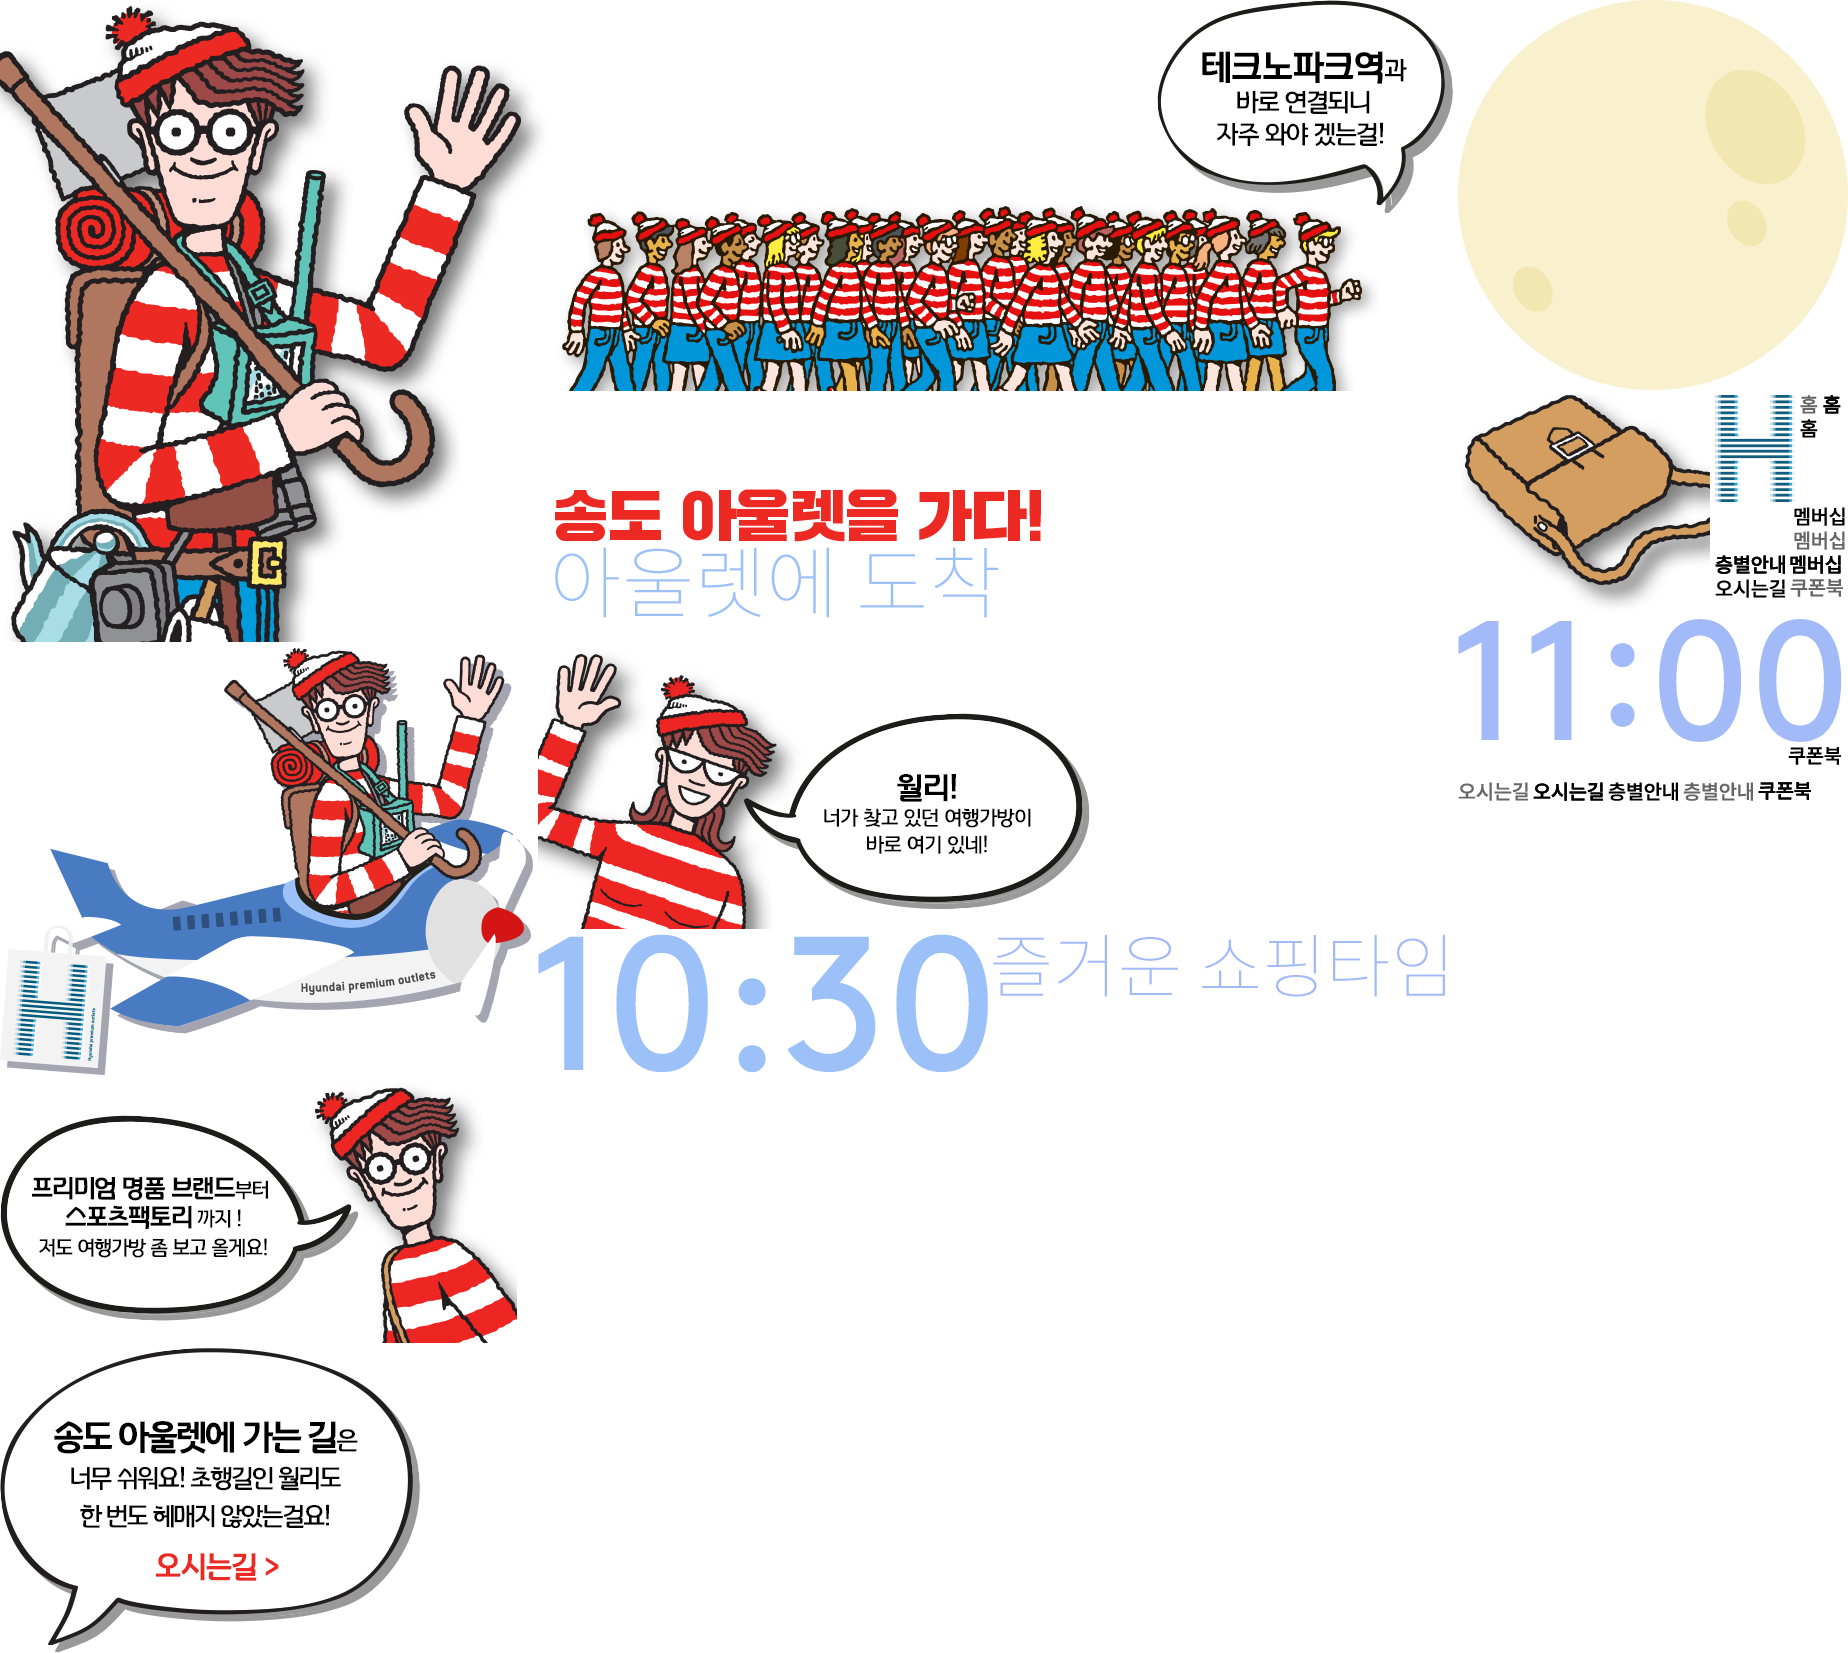 테크노파크역과
바로 연결되니
자주 와야 겠는걸!
홈 홈
홈
송도 아울렛을 가다!
아울렛에 도착
멤버십
멤버십
층별안내 멤버십
오시는길 쿠폰북
11:00
쿠폰북
오시는길 오시는길 층별안내 층별안내 쿠폰북
월리!
너가 찾고 있던 여행가방이
바로 여기 있네!
Hyundai premium outlets
H
Hyundai premium outlets
10:30
즐거운 쇼핑타임
프리미엄 명품 브랜드부터
스포츠팩토리 까지 !
저도 여행가방 좀 보고 올게요!
송도 아울렛에 가는 길은
너무 쉬워요! 초행길인 월리도
한 번도 헤매지 않았는걸요!
오시는길 >